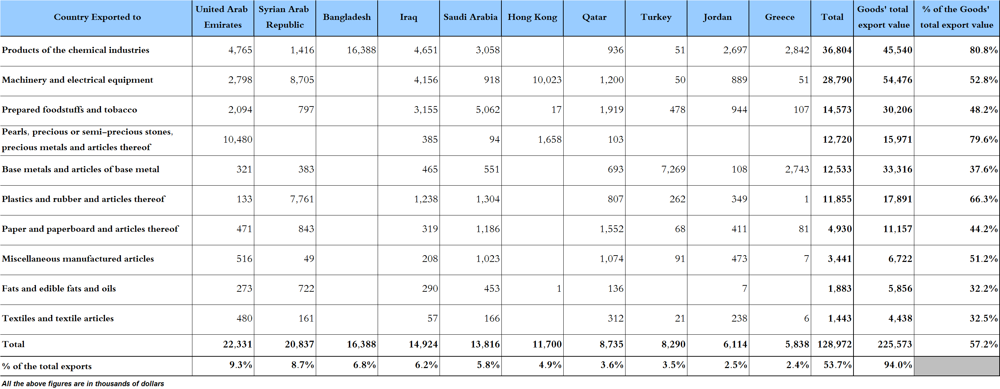 Country Exported to United Arab Emirates Syrian Arab Republic Bangladesh Iraq Saudi Arabia Hong Kong Qatar Turkey Jordan Greece Total Goods' total export value % of the Goods' total export value
Products of the chemical industries 4,765 1,416 16,388 4,651 3,058 936 51 2,697 2,842 36,804 45,540 80.8%
Machinery and electrical equipment 2,798 8,705 4,156 918 10,023 1,200 50 889 51 28,790 54,476 52.8%
Prepared foodstuffs and tobacco 2,094 797 3,155 5,062 17 1,919 478 944 107 14,573 30,206 48.2%
Pearls, precious or semi-precious stones,
precious metals and articles thereof 10,480 385 94 1,658 103 12,720 15,971 79.6%
Base metals and articles of base metal 321 383 465 551 693 7,269 108 2,743 12,533 33,316 37.6%
Plastics and rubber and articles thereof 133 7,761 1,238 1,304 807 262 349 1 11,855 17,891 66.3%
Paper and paperboard and articles thereof 471 843 319 1,186 1,552 68 411 81 4,930 11,157 44.2%
Miscellaneous manufactured articles 516 49 208 1,023 1,074 91 473 7 3,441 6,722 51.2%
Fats and edible fats and oils 273 722 290 453 1 136 7 1,883 5,856 32.2%
Textiles and textile articles 480 161 57 166 312 21 238 6 1,443 4,438 32.5%
Total 22,331 20,837 16,388 14,924 13,816 11,700 8,735 8,290 6,114 5,838 128,972 225,573 57.2%
% of the total exports 9.3% 8.7% 6.8% 6.2% 5.8% 4.9% 3.6% 3.5% 2.5% 2.4% 53.7% 94.0%
All the above figures are in thousands of dollars